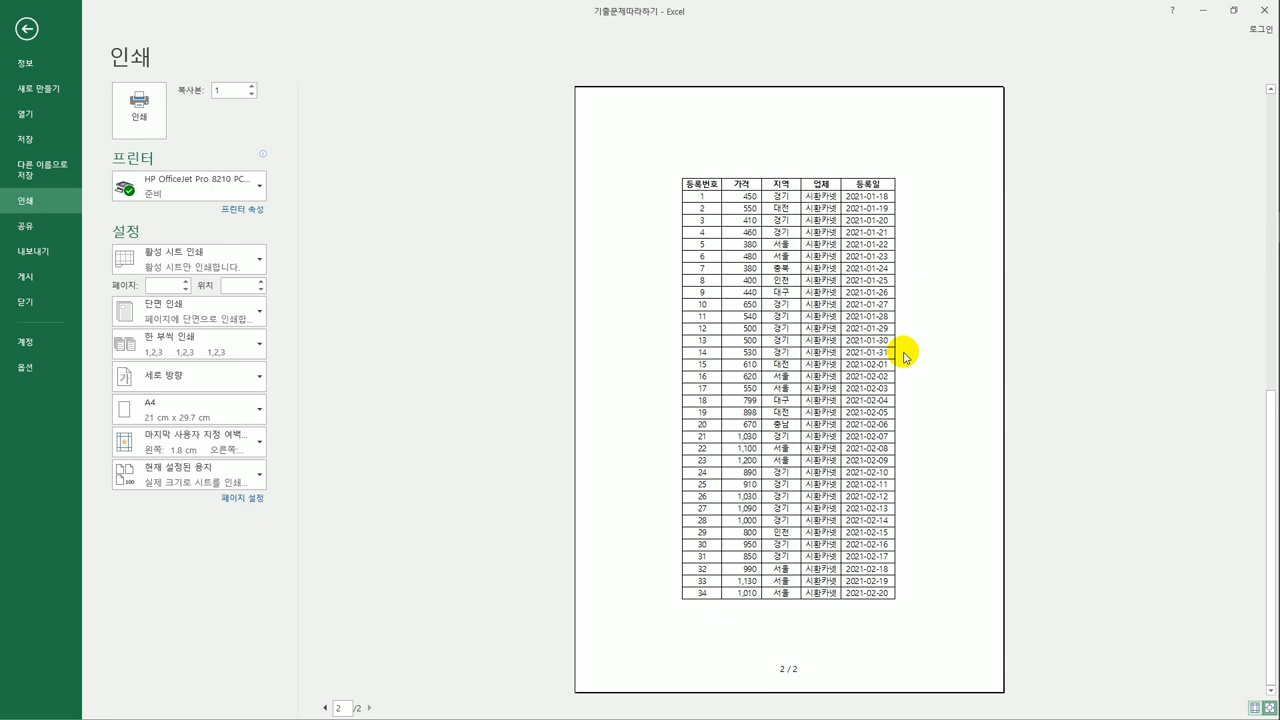 기출문제따라하기 - Excel
?
로그인
정보
새로 만들기
열기
저장
다른 이름으로
저장
인쇄
공유
내보내기
게시
닫기
계정
옵션
인쇄
인쇄
복사본: 1
프린터
HP OfficeJet Pro 8210 PC...
준비
프린터 속성
설정
활성 시트 인쇄
활성 시트만 인쇄합니다.
페이지: 위치
단면 인쇄
페이지에 단면으로 인쇄합...
한 부씩 인쇄
1,2,3 1,2,3 1,2,3
세로 방향
A4
21 cm x 29.7 cm
마지막 사용자 지정 여백...
왼쪽: 1.8 cm 오른쪽:...
현재 설정된 용지
실제 크기로 시트를 인쇄...
100
페이지 설정
등록번호 가격 지역 업체 등록일
1 450 경기 시환카넷 2021-01-18
2 550 대전 시환카넷 2021-01-19
3 410 경기 시환카넷 2021-01-20
4 460 경기 시환카넷 2021-01-21
5 380 서울 시환카넷 2021-01-22
6 480 서울 시환카넷 2021-01-23
7 380 충북 시환카넷 2021-01-24
8 400 인천 시환카넷 2021-01-25
9 440 대구 시환카넷 2021-01-26
10 650 경기 시환카넷 2021-01-27
11 540 경기 시환카넷 2021-01-28
12 500 경기 시환카넷 2021-01-29
13 500 경기 시환카넷 2021-01-30
14 530 경기 시환카넷 2021-01-31
15 610 대전 시환카넷 2021-02-01
16 620 서울 시환카넷 2021-02-02
17 550 서울 시환카넷 2021-02-03
18 799 대구 시환카넷 2021-02-04
19 898 대전 시환카넷 2021-02-05
20 670 충남 시환카넷 2021-02-06
21 1,030 경기 시환카넷 2021-02-07
22 1,100 서울 시환카넷 2021-02-08
23 1,200 서울 시환카넷 2021-02-09
24 890 경기 시환카넷 2021-02-10
25 910 경기 시환카넷 2021-02-11
26 1,030 경기 시환카넷 2021-02-12
27 1,090 경기 시환카넷 2021-02-13
28 1,000 경기 시환카넷 2021-02-14
29 800 인천 시환카넷 2021-02-15
30 950 경기 시환카넷 2021-02-16
31 850 경기 시환카넷 2021-02-17
32 990 서울 시환카넷 2021-02-18
33 1,130 서울 시환카넷 2021-02-19
34 1,010 서울 시환카넷 2021-02-20
2 / 2
2 /2